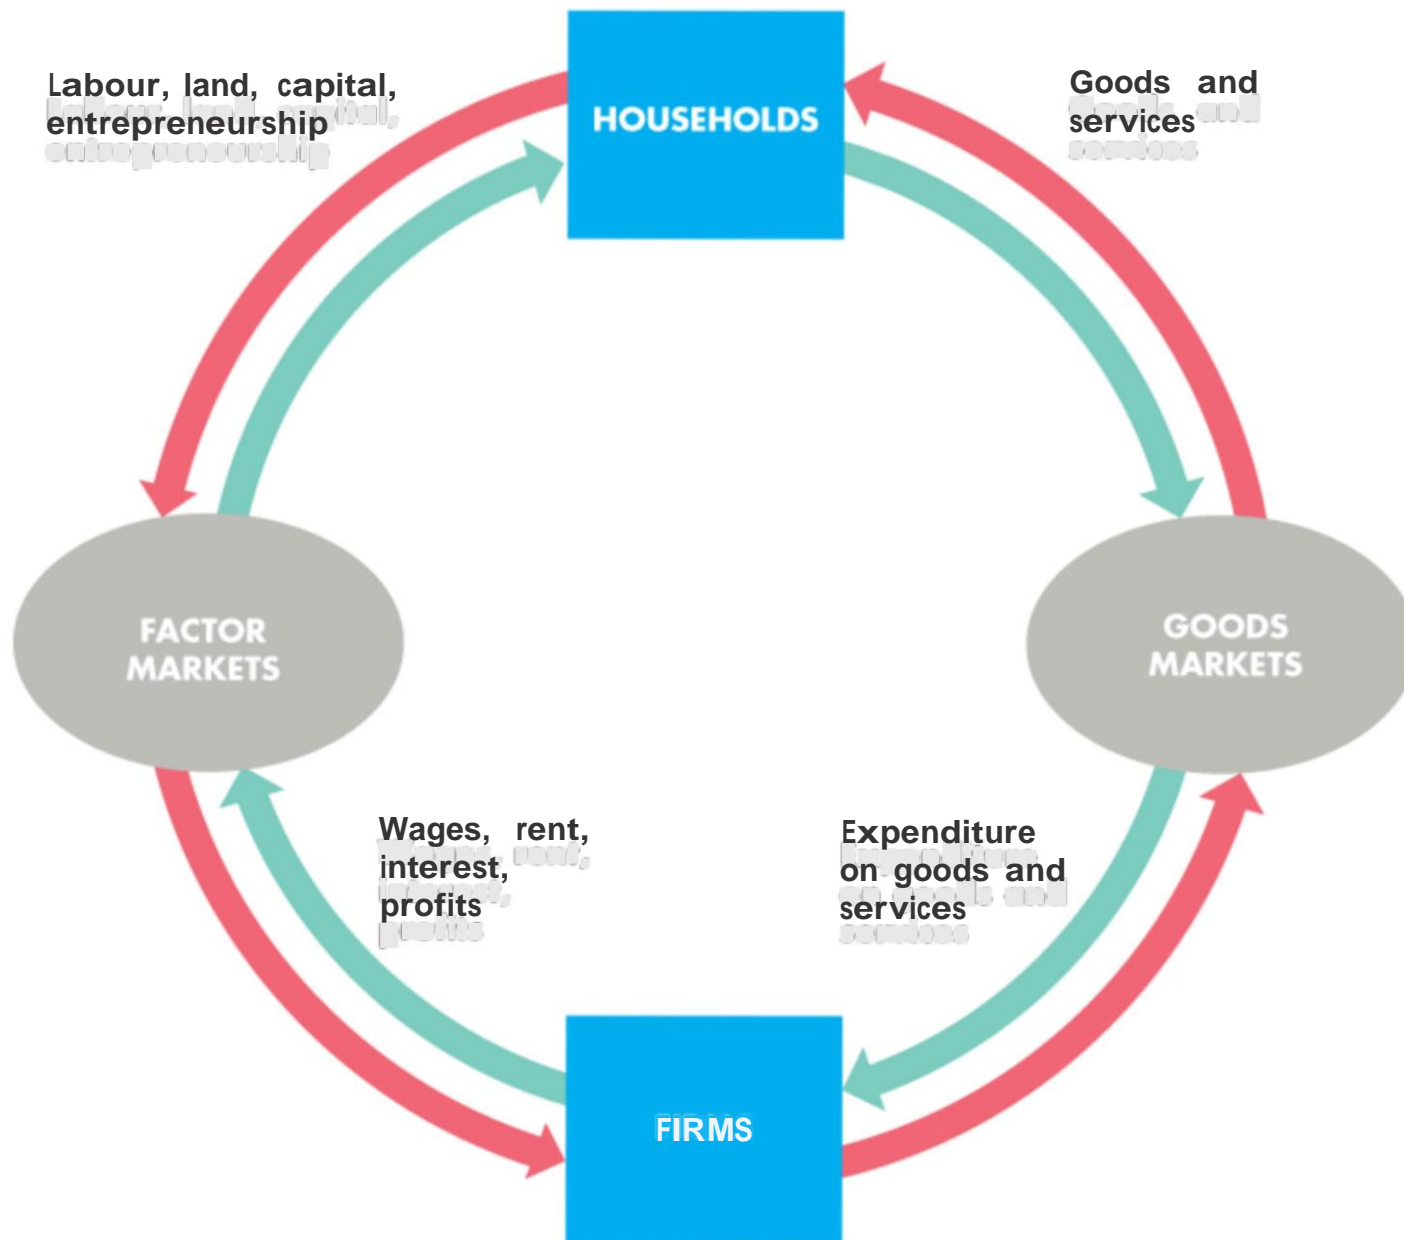 Labour, land, capital,
entrepreneurship
HOUSEHOLDS
Goods and
services
FACTOR
MARKETS
GOODS
MARKETS
Wages, rent,
interest,
profits
Expenditure
on goods and
services
FIRMS